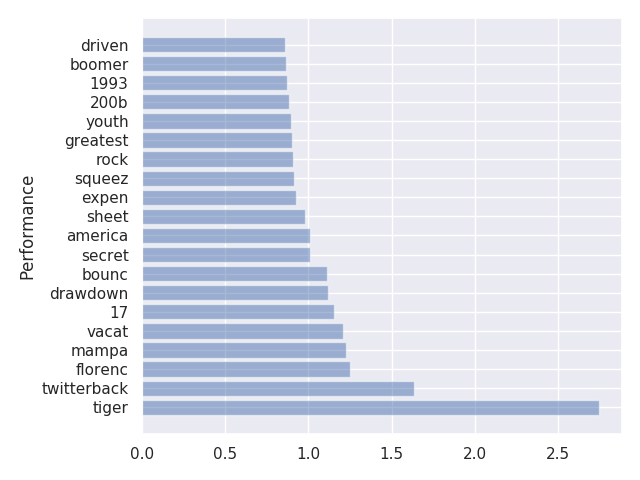 Performance
driven
boomer
1993
200b
youth
greatest
rock
squeez
expen
sheet
america
secret
bounc
drawdown
17
vacat
mampa
florenc
twitterback
tiger
0.0 0.5 1.0 1.5 2.0 2.5